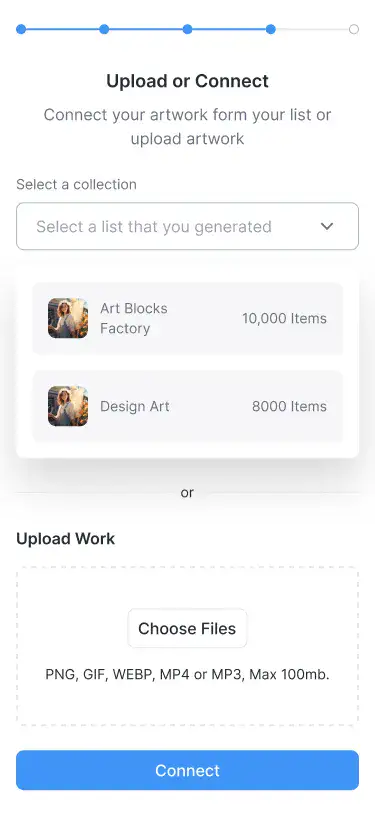 Upload or Connect
Connect your artwork form your list or
upload artwork
Select a collection
Select a list that you generated
Art Blocks
Factory
10,000 Items
Design Art
8000 Items
or
Upload Work
Choose Files
PNG, GIF, WEBP, MP4 or MP3, Max 100mb.
Connect